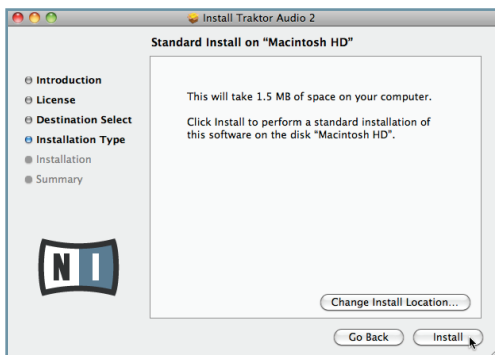 Install Traktor Audio 2
Standard Install on “Macintosh HD”
Introduction
License
Destination Select
Installation Type
Installation
Summary
This will take 1.5 MB of space on your computer.
Click Install to perform a standard installation of
this software on the disk “Macintosh HD”.
NI
Change Install Location...
Go Back
Install